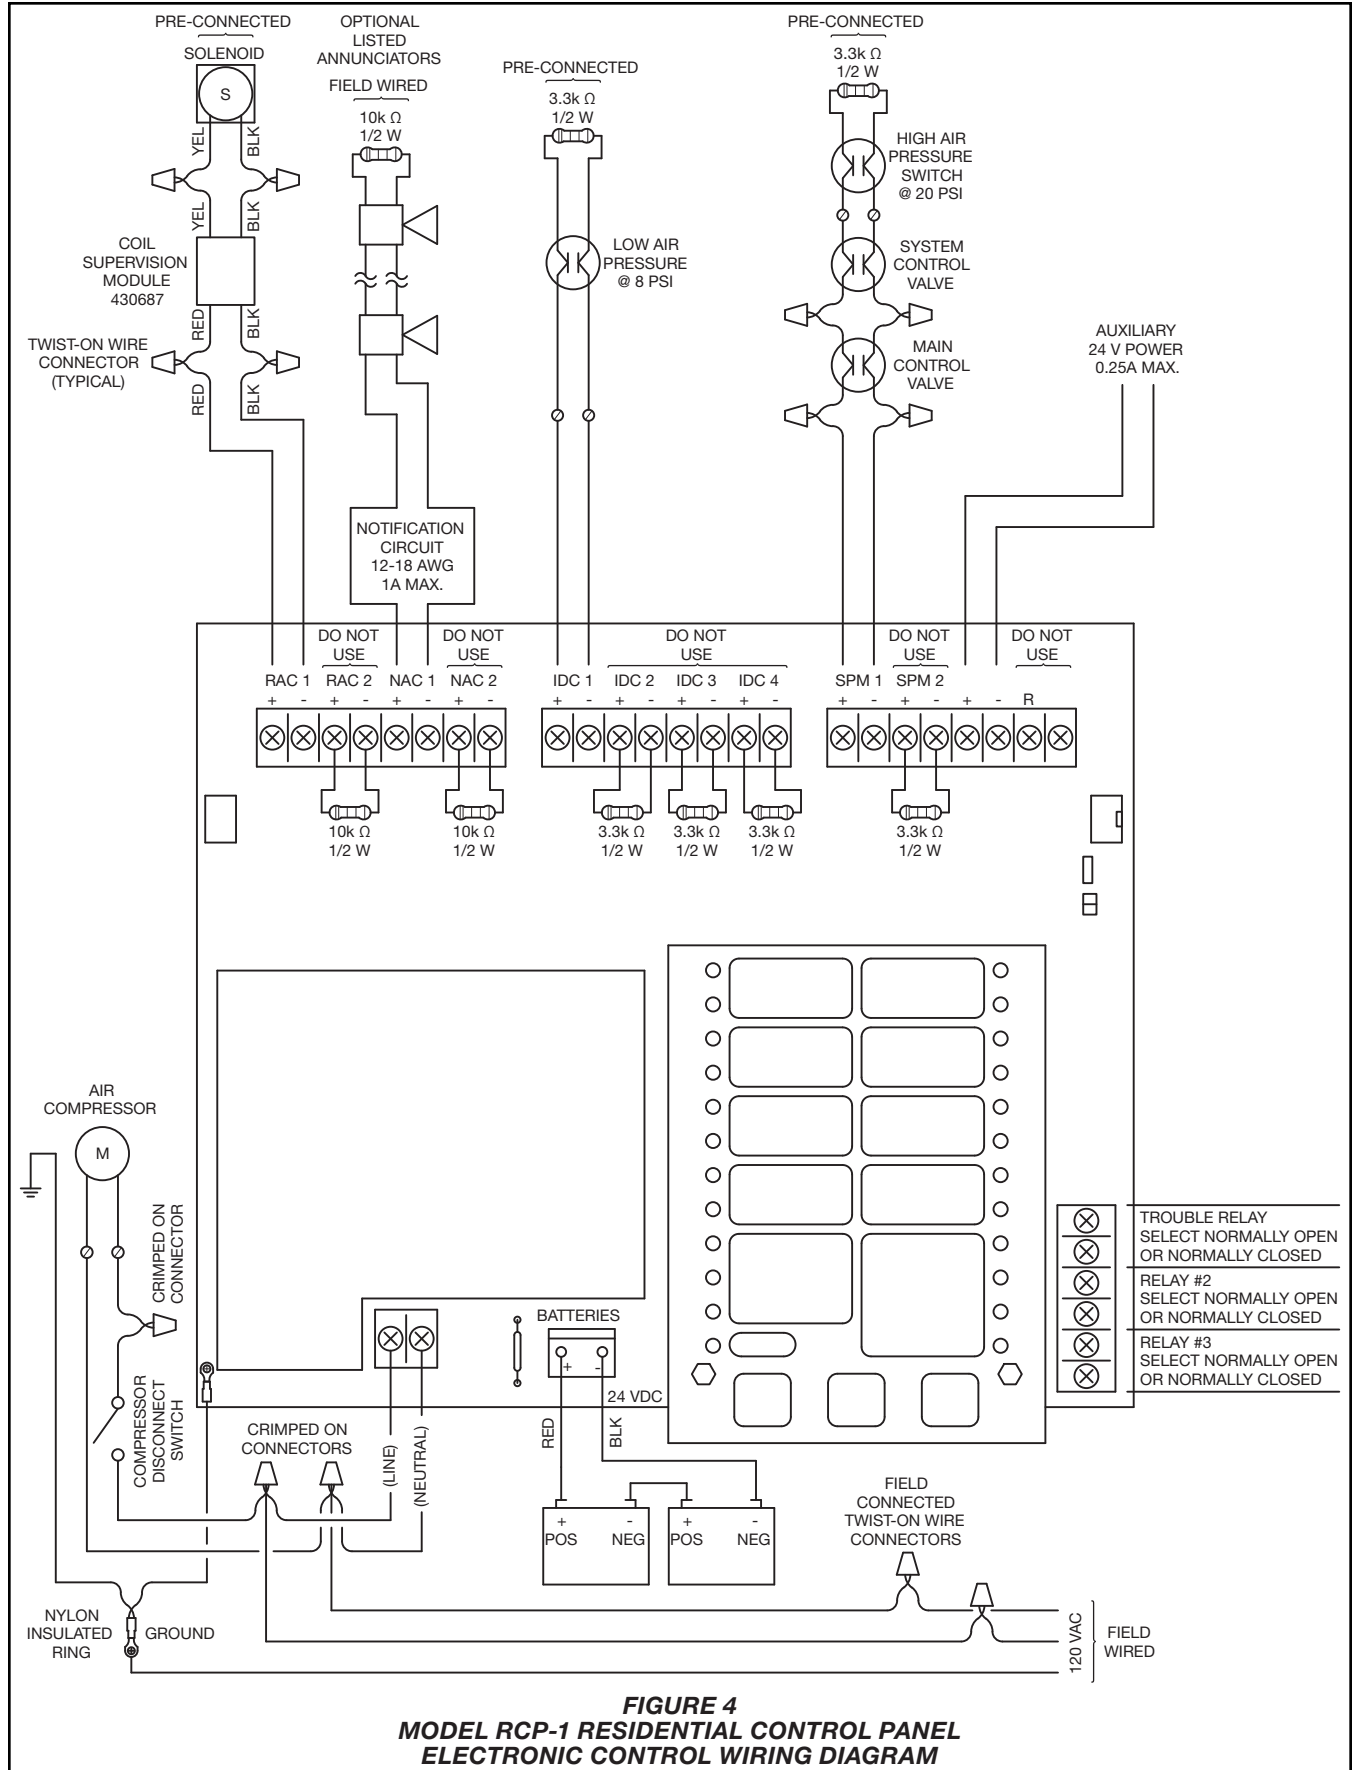 PRE-CONNECTED
SOLENOID
S
YEL
BLK
YEL
BLK
COIL
SUPERVISION
MODULE
430687
RED
BLK
TWIST-ON WIRE
CONNECTOR
(TYPICAL)
RED
BLK
OPTIONAL
LISTED
ANNUNCIATORS
FIELD WIRED
10k Ω
1/2 W
NOTIFICATION
CIRCUIT
12-18 AWG
1A MAX.
PRE-CONNECTED
3.3k Ω
1/2 W
LOW AIR
PRESSURE
@ 8 PSI
PRE-CONNECTED
3.3k Ω
1/2 W
HIGH AIR
PRESSURE
SWITCH
@ 20 PSI
SYSTEM
CONTROL
VALVE
MAIN
CONTROL
VALVE
AUXILIARY
24 V POWER
0.25A MAX.
DO NOT
USE
DO NOT
USE
DO NOT
USE
DO NOT
USE
DO NOT
USE
RAC 1 RAC 2 NAC 1 NAC 2 IDC 1 IDC 2 IDC 3 IDC 4 SPM 1 SPM 2
+ - + - + - + - + - + - + - + - + - + - + - R
10k Ω
1/2 W
10k Ω
1/2 W
3.3k Ω
1/2 W
3.3k Ω
1/2 W
3.3k Ω
1/2 W
3.3k Ω
1/2 W
AIR
COMPRESSOR
M
CRIMPED ON
CONNECTOR
COMPRESSOR
DISCONNECT
SWITCH
CRIMPED ON
CONNECTORS
(LINE)
(NEUTRAL)
BATTERIES
+ -
24 VDC
RED
BLK
+ - + -
POS NEG POS NEG
TROUBLE RELAY
SELECT NORMALLY OPEN
OR NORMALLY CLOSED
RELAY #2
SELECT NORMALLY OPEN
OR NORMALLY CLOSED
RELAY #3
SELECT NORMALLY OPEN
OR NORMALLY CLOSED
FIELD
CONNECTED
TWIST-ON WIRE
CONNECTORS
NYLON
INSULATED
RING
GROUND
120 VAC
FIELD
WIRED
FIGURE 4
MODEL RCP-1 RESIDENTIAL CONTROL PANEL
ELECTRONIC CONTROL WIRING DIAGRAM